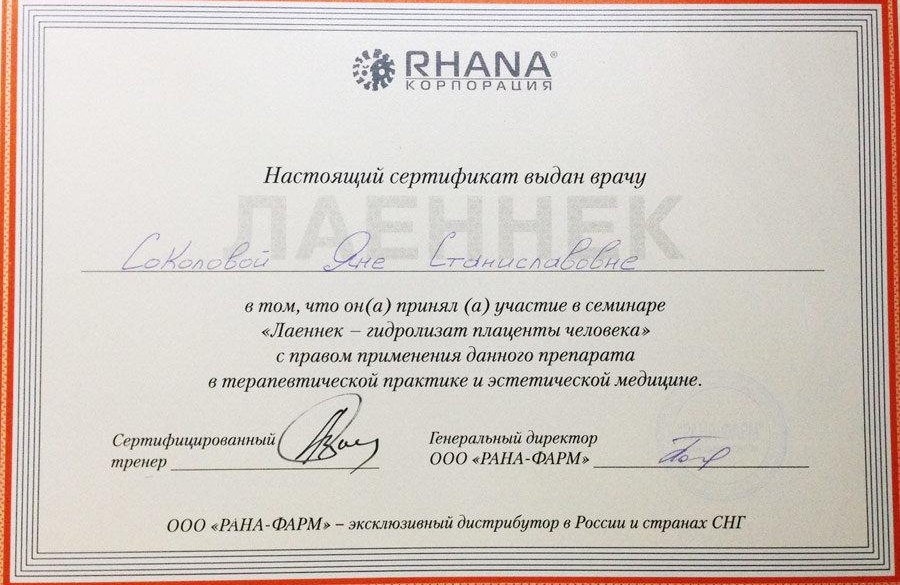 RHANA®
КОРПОРАЦИЯ
Настоящий сертификат выдан врачу
ЛАЕННЕК
Соколовой Яне Станиславовне
в том, что он(а) принял (а) участие в семинаре
«Лаеннек – гидролизат плаценты человека»
с правом применения данного препарата
в терапевтической практике и эстетической медицине.
Сертифицированный
тренер
Генеральный директор
ООО «РАНА-ФАРМ»
ООО «РАНА-ФАРМ» – эксклюзивный дистрибутор в России и странах СНГ